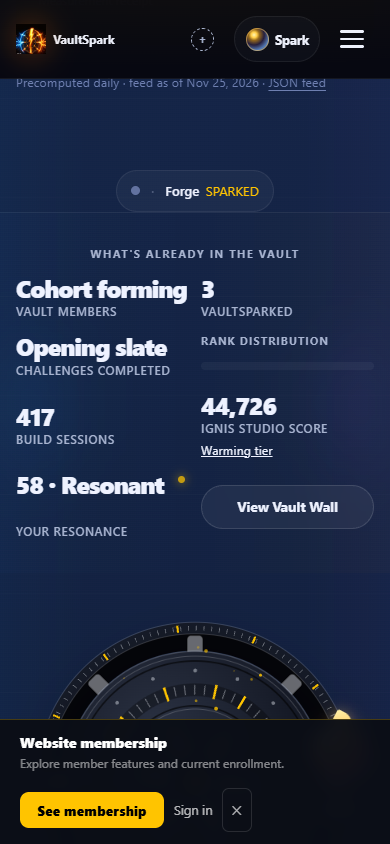 VaultSpark
+
Spark
Precomputed daily · feed as of Nov 25, 2026 · JSON feed
· Forge SPARKED
WHAT'S ALREADY IN THE VAULT
Cohort forming
VAULT MEMBERS
3
VAULTSPARKED
Opening slate
CHALLENGES COMPLETED
RANK DISTRIBUTION
417
BUILD SESSIONS
44,726
IGNIS STUDIO SCORE
Warming tier
58 · Resonant
YOUR RESONANCE
View Vault Wall
Website membership
Explore member features and current enrollment.
See membership
Sign in
×